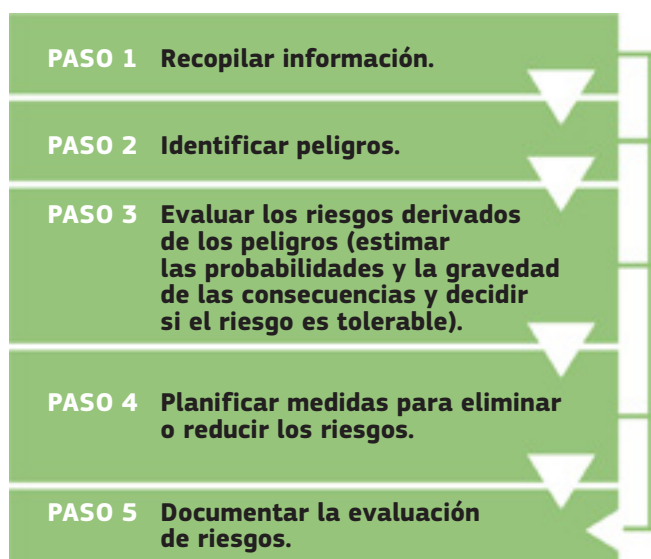 PASO 1 Recopilar información.
PASO 2 Identificar peligros.
PASO 3 Evaluar los riesgos derivados
de los peligros (estimar
las probabilidades y la gravedad
de las consecuencias y decidir
si el riesgo es tolerable).
PASO 4 Planificar medidas para eliminar
o reducir los riesgos.
PASO 5 Documentar la evaluación
de riesgos.